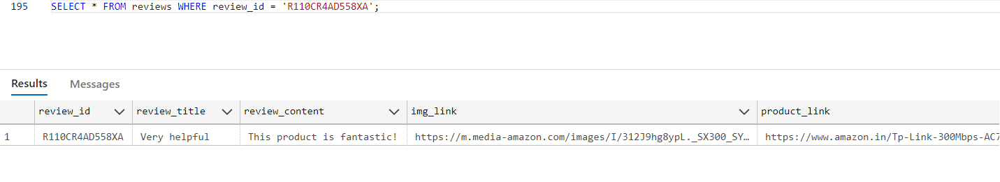 195 SELECT * FROM reviews WHERE review_id = 'R110CR4AD558XA';
Results Messages
review_id review_title review_content img_link product_link
1 R110CR4AD558XA Very helpful This product is fantastic! https://m.media-amazon.com/images/I/312J9hg8ypL._SX300_SY… https://www.amazon.in/Tp-Link-300Mbps-AC7